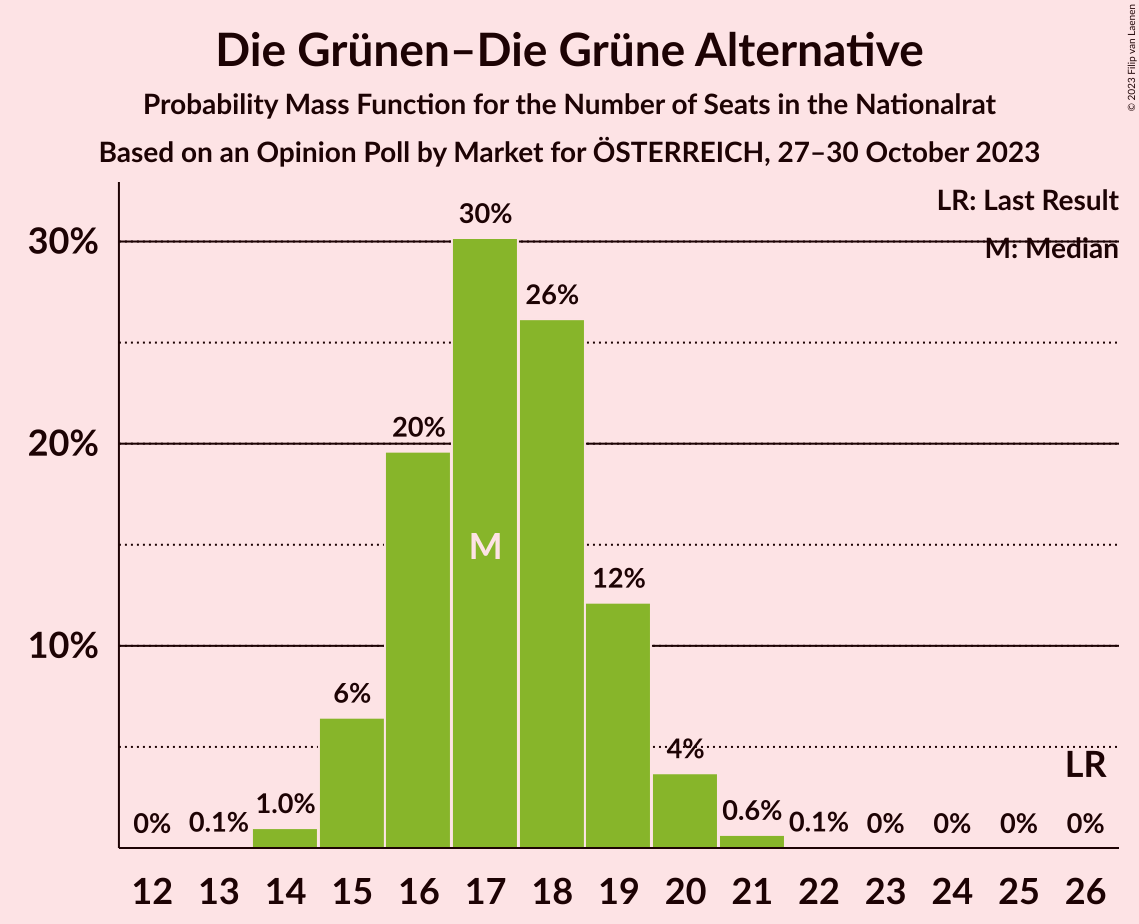 Die Grünen–Die Grüne Alternative
Probability Mass Function for the Number of Seats in the Nationalrat
Based on an Opinion Poll by Market for ÖSTERREICH, 27–30 October 2023
© 2023 Filip van Laenen
LR: Last Result
M: Median
30%
20%
10%
0%
0.1%
1.0%
6%
20%
30%
M
26%
12%
4%
0.6%
0.1%
0%
0%
0%
0%
LR
12 13 14 15 16 17 18 19 20 21 22 23 24 25 26